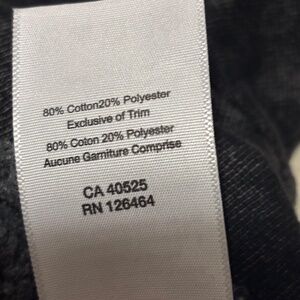 80% Cotton20% Polyester
Exclusive of Trim
80% Coton 20% Polyester
Aucune Garniture Comprise
CA 40525
RN 126464